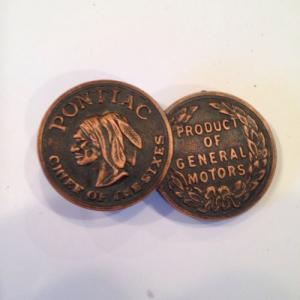 PONTIAC
CHIEF OF THE SIXES
PRODUCT
OF
GENERAL
MOTORS